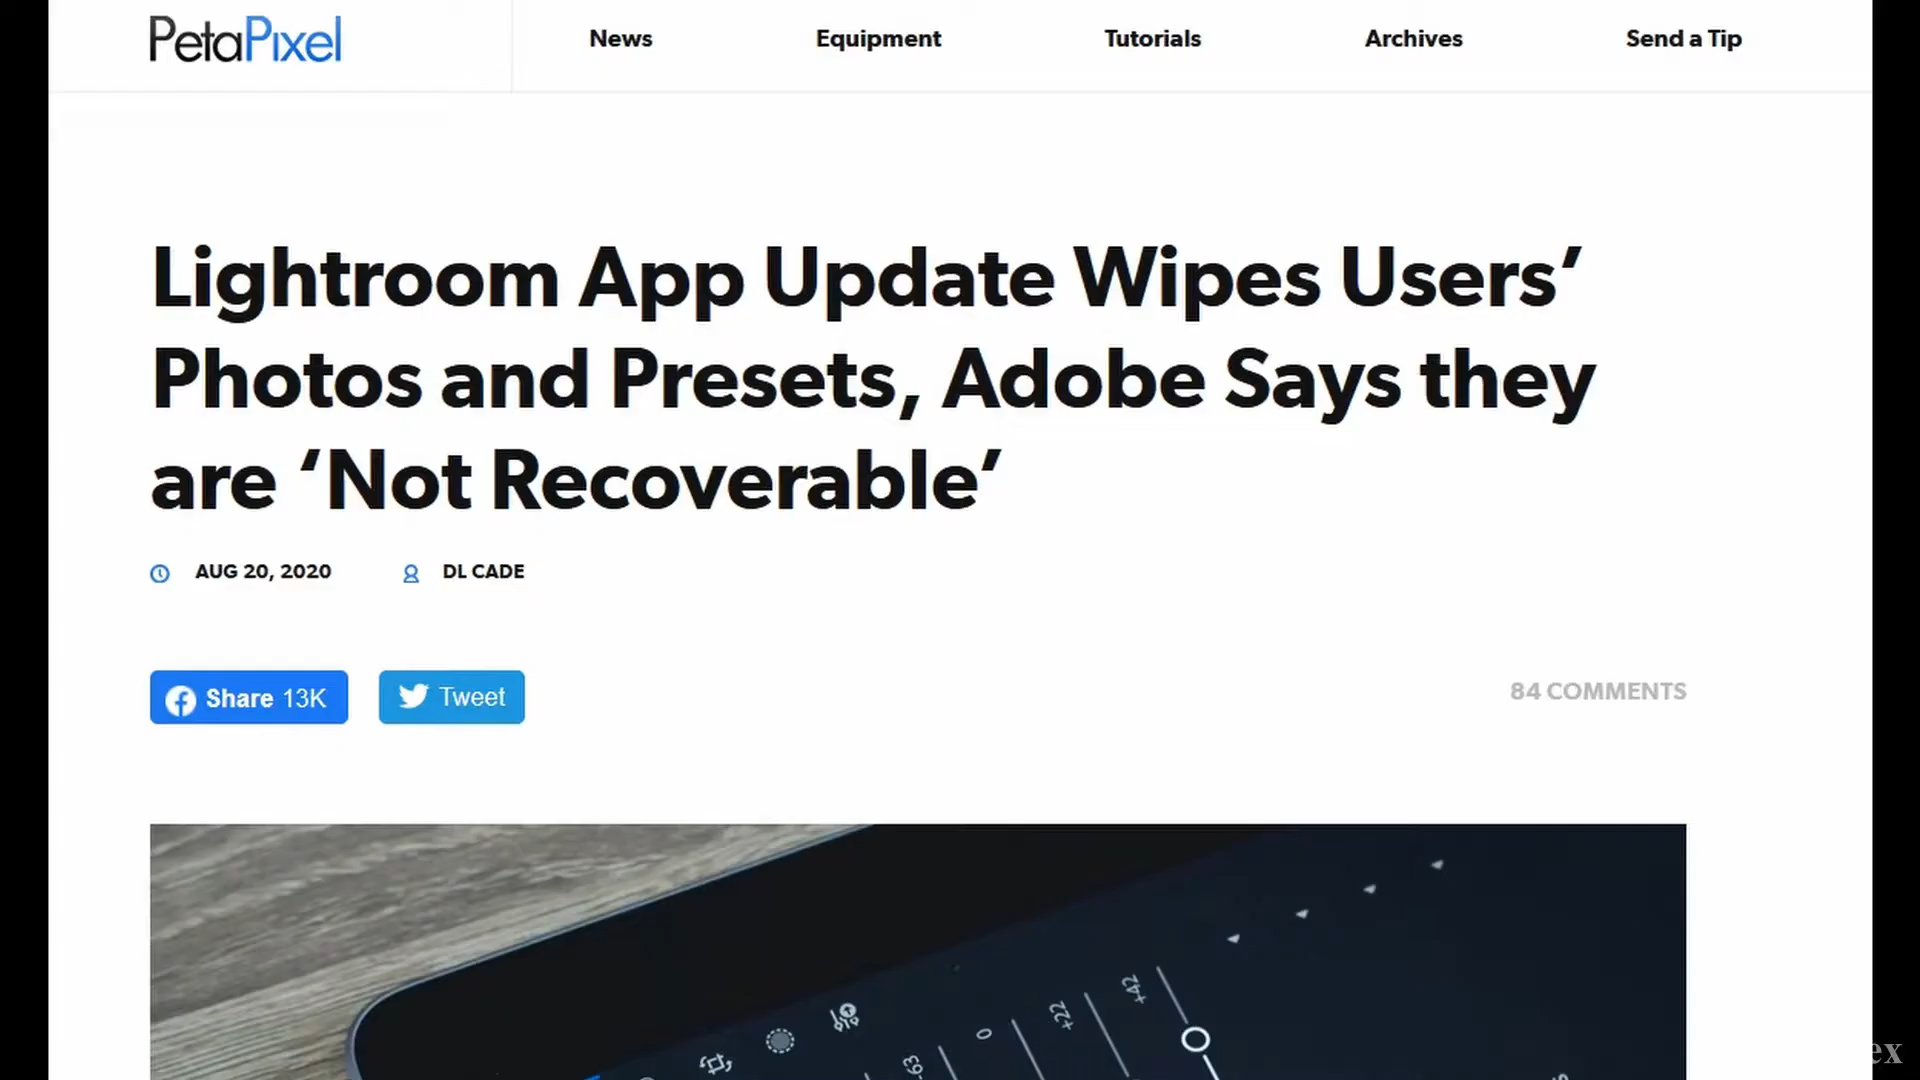 PetaPixel
News Equipment Tutorials Archives Send a Tip
Lightroom App Update Wipes Users’
Photos and Presets, Adobe Says they
are ‘Not Recoverable’
AUG 20, 2020 DL CADE
Share 13K Tweet
84 COMMENTS
+42
+22
0
-63
ex